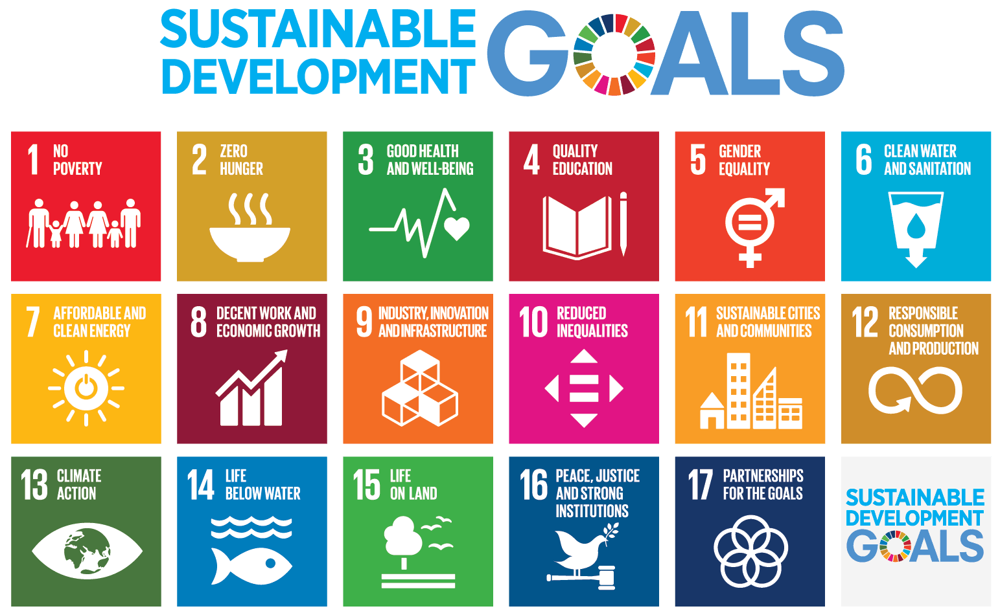 SUSTAINABLE
DEVELOPMENT
GOALS
1 NO
POVERTY
2 ZERO
HUNGER
3 GOOD HEALTH
AND WELL-BEING
4 QUALITY
EDUCATION
5 GENDER
EQUALITY
6 CLEAN WATER
AND SANITATION
7 AFFORDABLE AND
CLEAN ENERGY
8 DECENT WORK AND
ECONOMIC GROWTH
9 INDUSTRY, INNOVATION
AND INFRASTRUCTURE
10 REDUCED
INEQUALITIES
11 SUSTAINABLE CITIES
AND COMMUNITIES
12 RESPONSIBLE
CONSUMPTION
AND PRODUCTION
13 CLIMATE
ACTION
14 LIFE
BELOW WATER
15 LIFE
ON LAND
16 PEACE, JUSTICE
AND STRONG
INSTITUTIONS
17 PARTNERSHIPS
FOR THE GOALS
SUSTAINABLE
DEVELOPMENT
GOALS